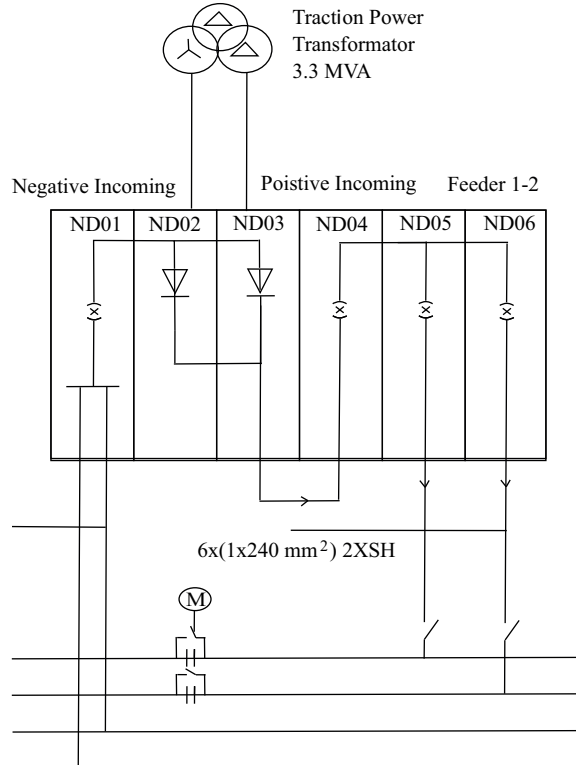 Traction Power
Transformator
3.3 MVA
Negative Incoming
Poistive Incoming
Feeder 1-2
ND01
ND02
ND03
ND04
ND05
ND06
(x)
(x)
(x)
(x)
6x(1x240 mm²) 2XSH
M